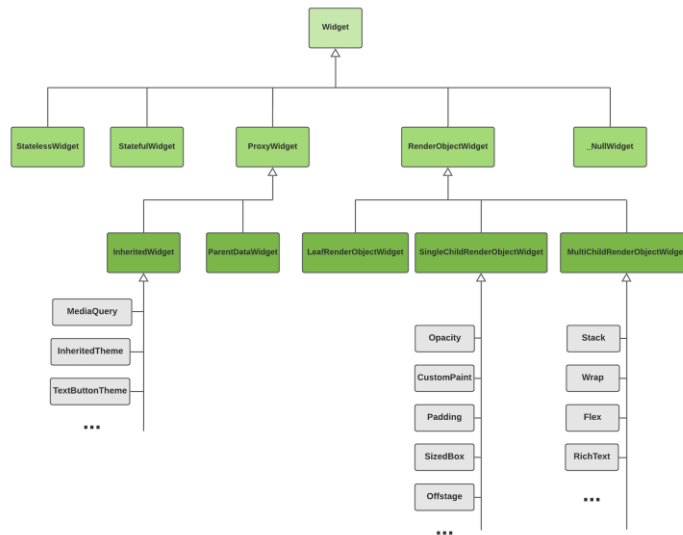 Widget
StatelessWidget
StatefulWidget
ProxyWidget
RenderObjectWidget
_NullWidget
InheritedWidget
ParentDataWidget
LeafRenderObjectWidget
SingleChildRenderObjectWidget
MultiChildRenderObjectWidget
MediaQuery
InheritedTheme
TextButtonTheme
...
Opacity
CustomPaint
Padding
SizedBox
Offstage
...
Stack
Wrap
Flex
RichText
...